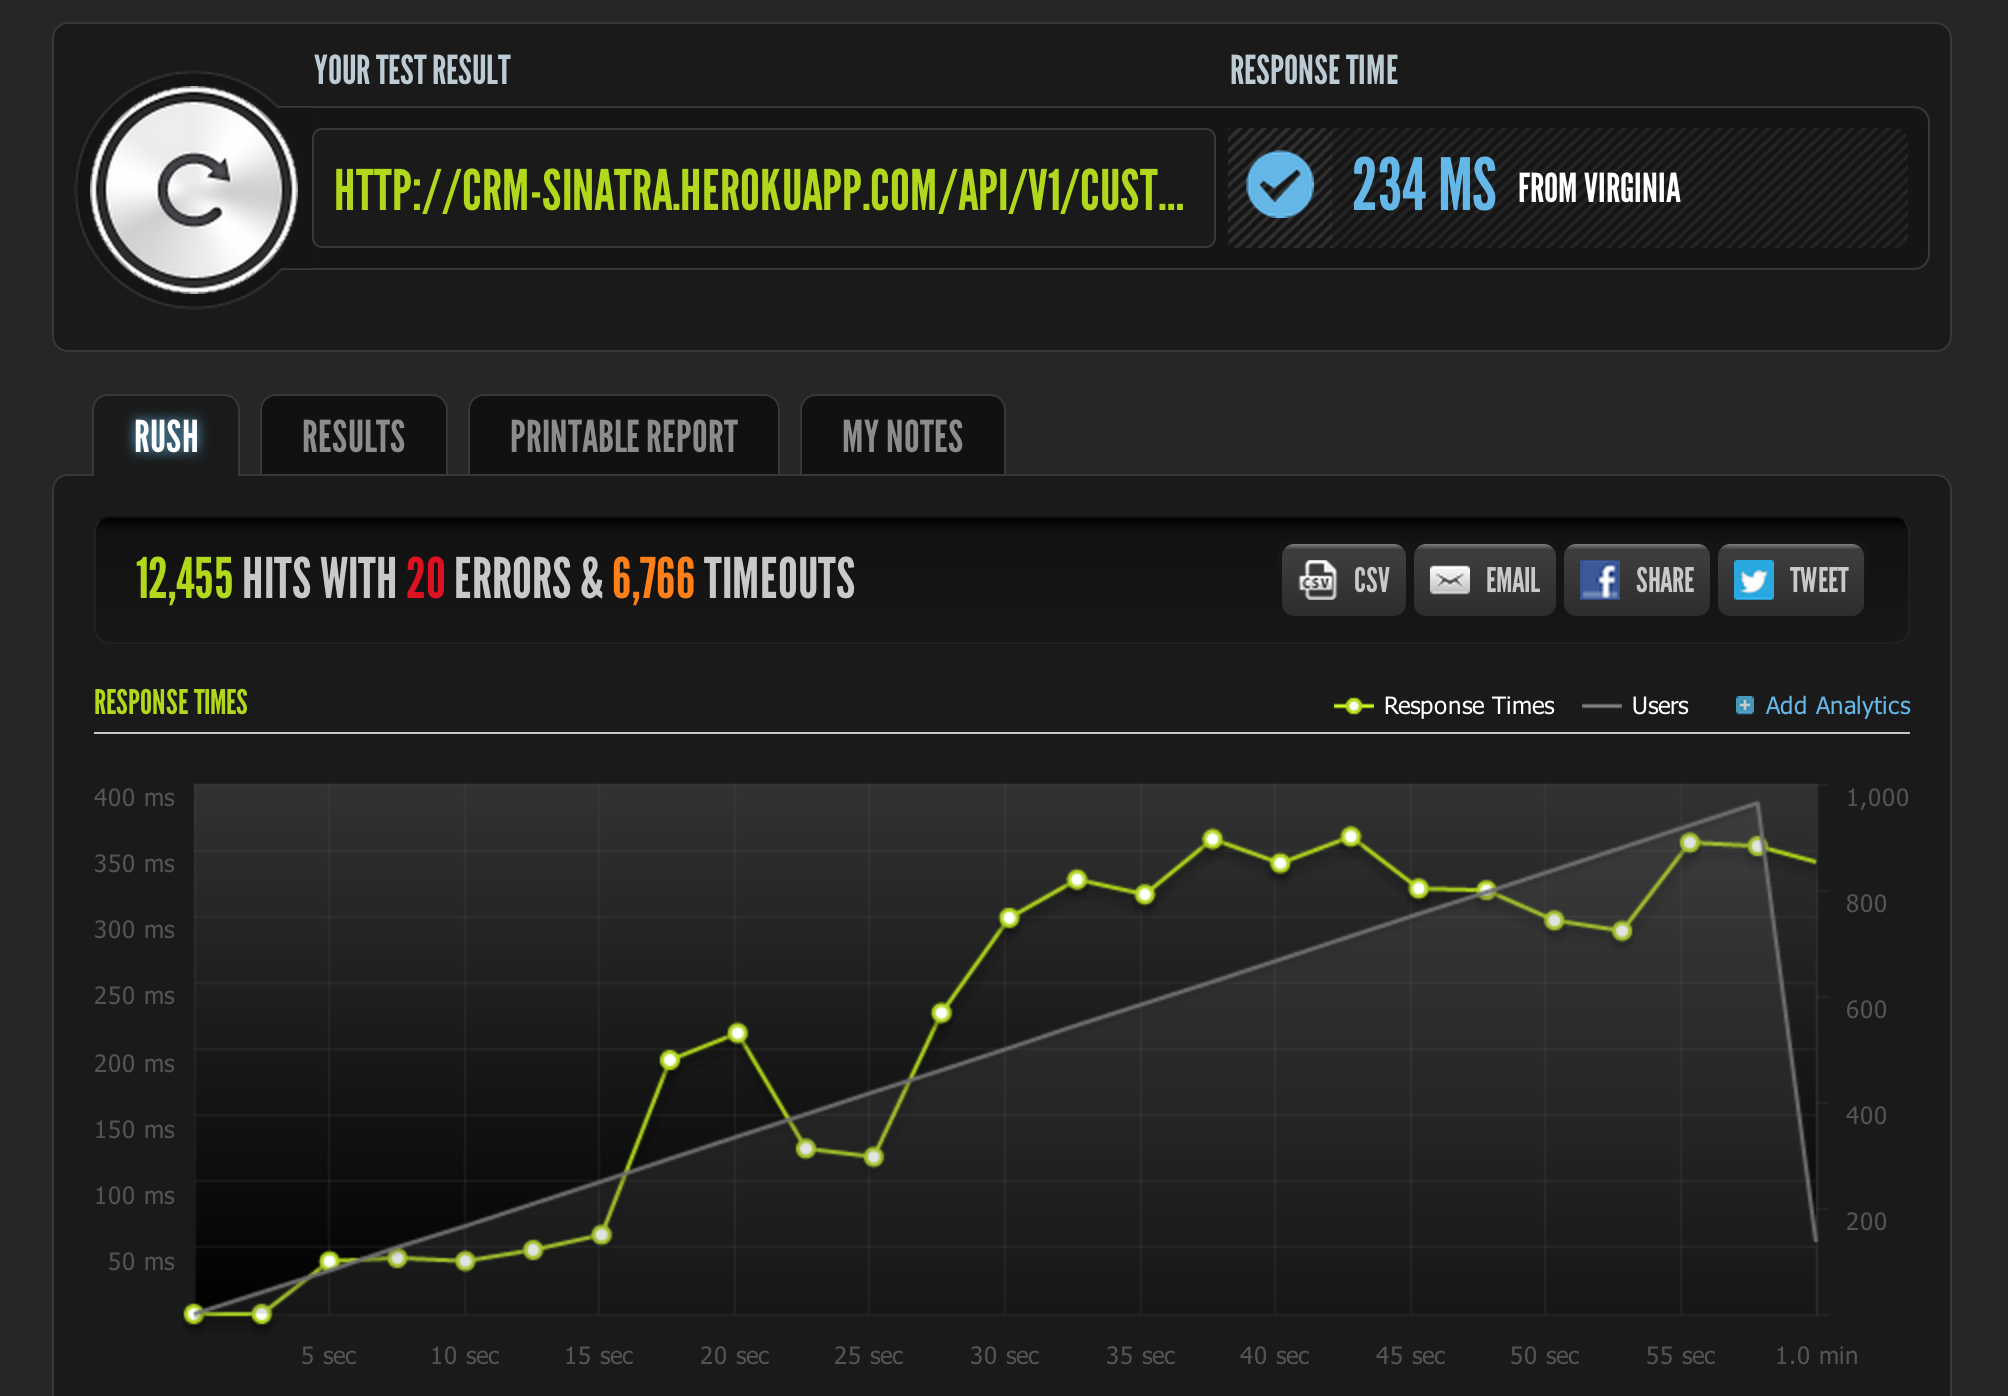 YOUR TEST RESULT
RESPONSE TIME
HTTP://CRM-SINATRA.HEROKUAPP.COM/API/V1/CUST...
234 MS FROM VIRGINIA
RUSH
RESULTS
PRINTABLE REPORT
MY NOTES
12,455 HITS WITH 20 ERRORS & 6,766 TIMEOUTS
CSV
CSV
EMAIL
SHARE
TWEET
RESPONSE TIMES
Response Times
Users
Add Analytics
400 ms
350 ms
300 ms
250 ms
200 ms
150 ms
100 ms
50 ms
1,000
800
600
400
200
5 sec
10 sec
15 sec
20 sec
25 sec
30 sec
35 sec
40 sec
45 sec
50 sec
55 sec
1.0 min